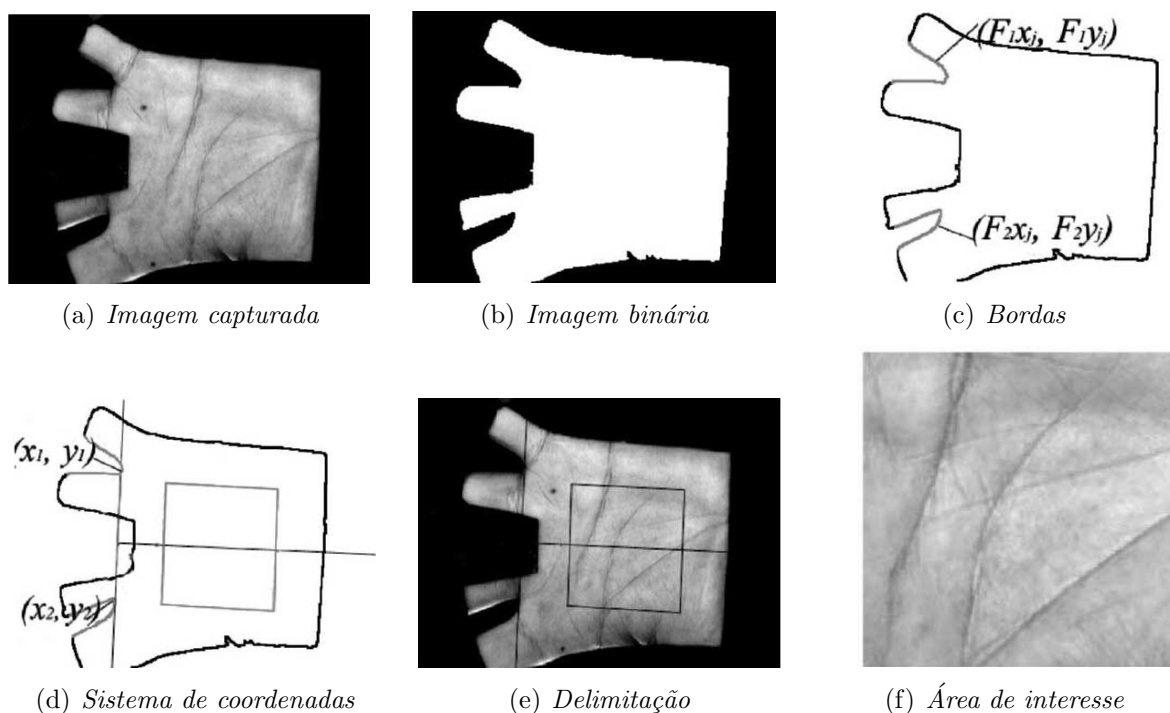 (F₁xⱼ, F₁yⱼ)
(F₂xⱼ, F₂yⱼ)
(a) Imagem capturada
(b) Imagem binária
(c) Bordas
(x₁, y₁)
(x₂, y₂)
(d) Sistema de coordenadas
(e) Delimitação
(f) Área de interesse